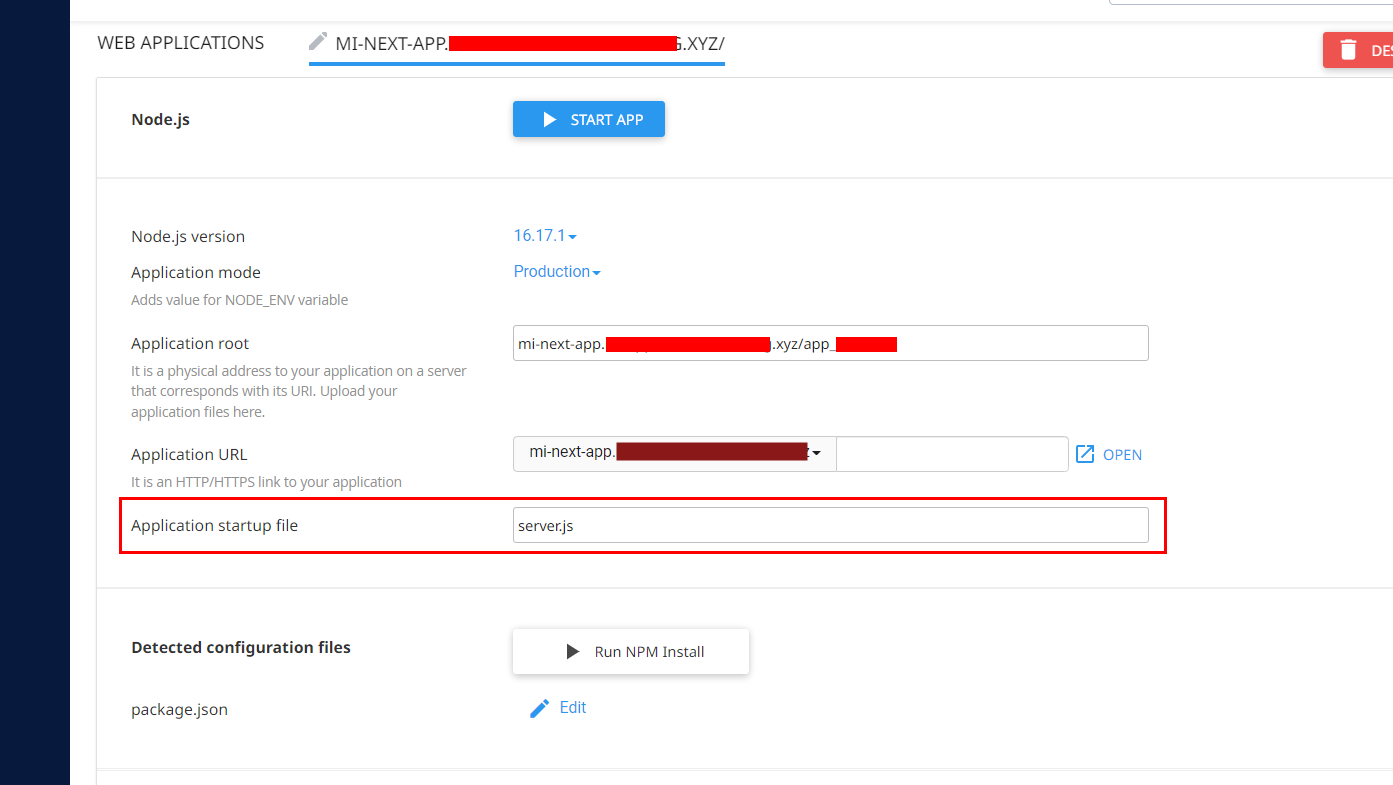 WEB APPLICATIONS
MI-NEXT-APP. G.XYZ/
DES
Node.js
START APP
Node.js version
16.17.1
Application mode
Production
Adds value for NODE_ENV variable
Application root
mi-next-app. .xyz/app_
It is a physical address to your application on a server
that corresponds with its URI. Upload your
application files here.
Application URL
mi-next-app.
OPEN
It is an HTTP/HTTPS link to your application
Application startup file
server.js
Detected configuration files
Run NPM Install
package.json
Edit